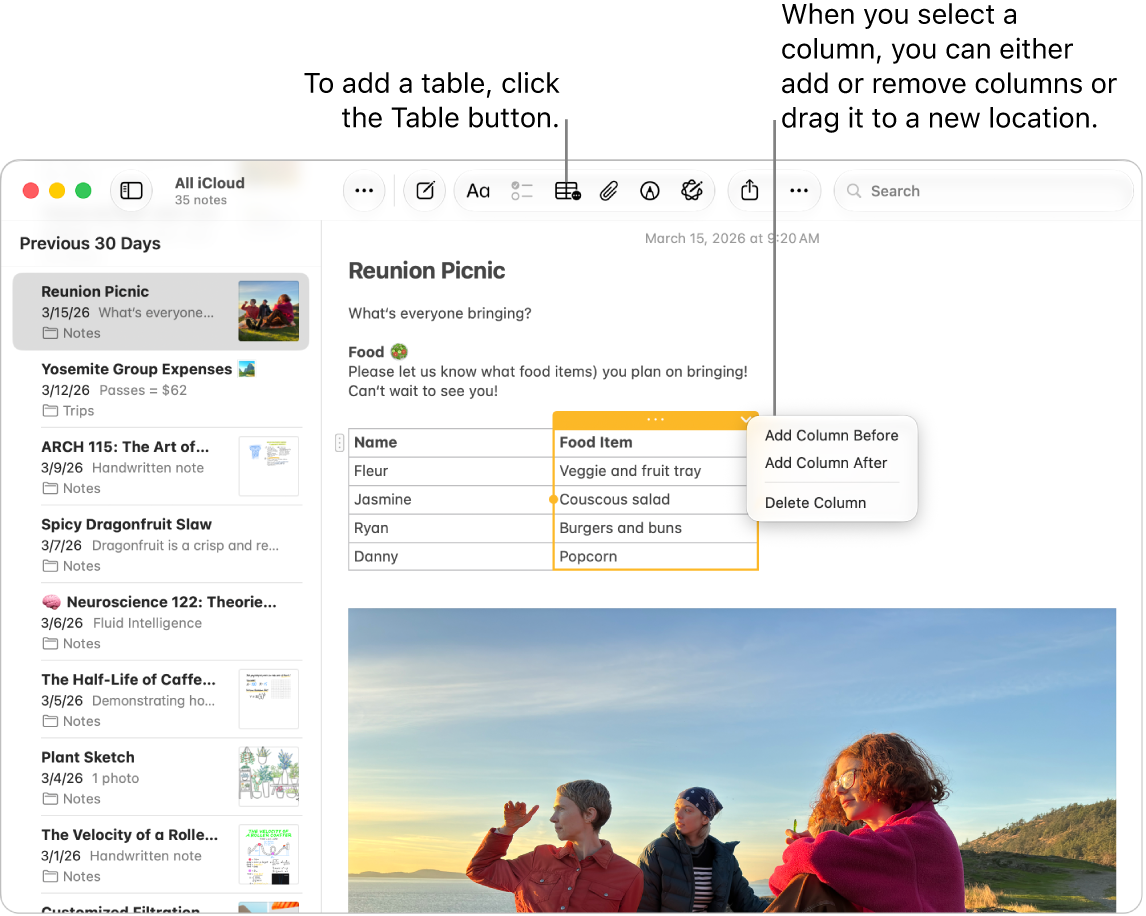 When you select a
column, you can either
add or remove columns or
drag it to a new location.
To add a table, click
the Table button.
All iCloud
35 notes
Aa
Search
Previous 30 Days
Reunion Picnic
3/15/26 What's everyone...
Notes
Yosemite Group Expenses
3/12/26 Passes = $62
Trips
ARCH 115: The Art of...
3/9/26 Handwritten note
Notes
Spicy Dragonfruit Slaw
3/7/26 Dragonfruit is a crisp and re...
Notes
Neuroscience 122: Theorie...
3/6/26 Fluid Intelligence
Notes
The Half-Life of Caffe...
3/5/26 Demonstrating ho...
Notes
Plant Sketch
3/4/26 1 photo
Notes
The Velocity of a Rolle...
3/1/26 Handwritten note
Notes
THE VELOCITY OF
A ROLLER COASTER
Customized Filtration
March 15, 2026 at 9:20 AM
Reunion Picnic
What's everyone bringing?
Food
Please let us know what food items) you plan on bringing!
Can't wait to see you!
Name Food Item
Fleur Veggie and fruit tray
Jasmine Couscous salad
Ryan Burgers and buns
Danny Popcorn
Add Column Before
Add Column After
Delete Column